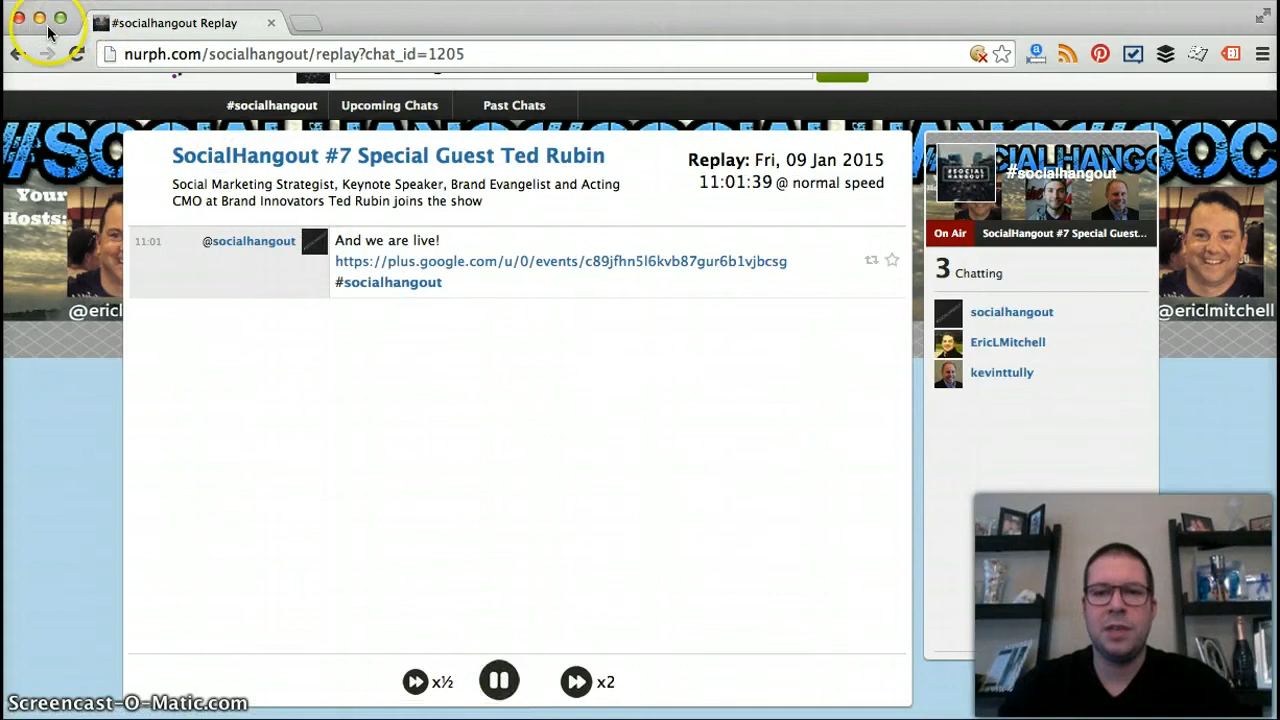 #socialhangout Replay
nurph.com/socialhangout/replay?chat_id=1205
#socialhangout Upcoming Chats Past Chats
Your
Hosts:
@ericl
@ericlmitchell
SocialHangout #7 Special Guest Ted Rubin
Social Marketing Strategist, Keynote Speaker, Brand Evangelist and Acting
CMO at Brand Innovators Ted Rubin joins the show
Replay: Fri, 09 Jan 2015
11:01:39 @ normal speed
11:01 @socialhangout And we are live!
https://plus.google.com/u/0/events/c89jfhn5l6kvb87gur6b1vjbcsg
#socialhangout
#socialhangout
On Air SocialHangout #7 Special Guest...
3 Chatting
socialhangout
EricLMitchell
kevinttully
x½ x2
Screencast-O-Matic.com